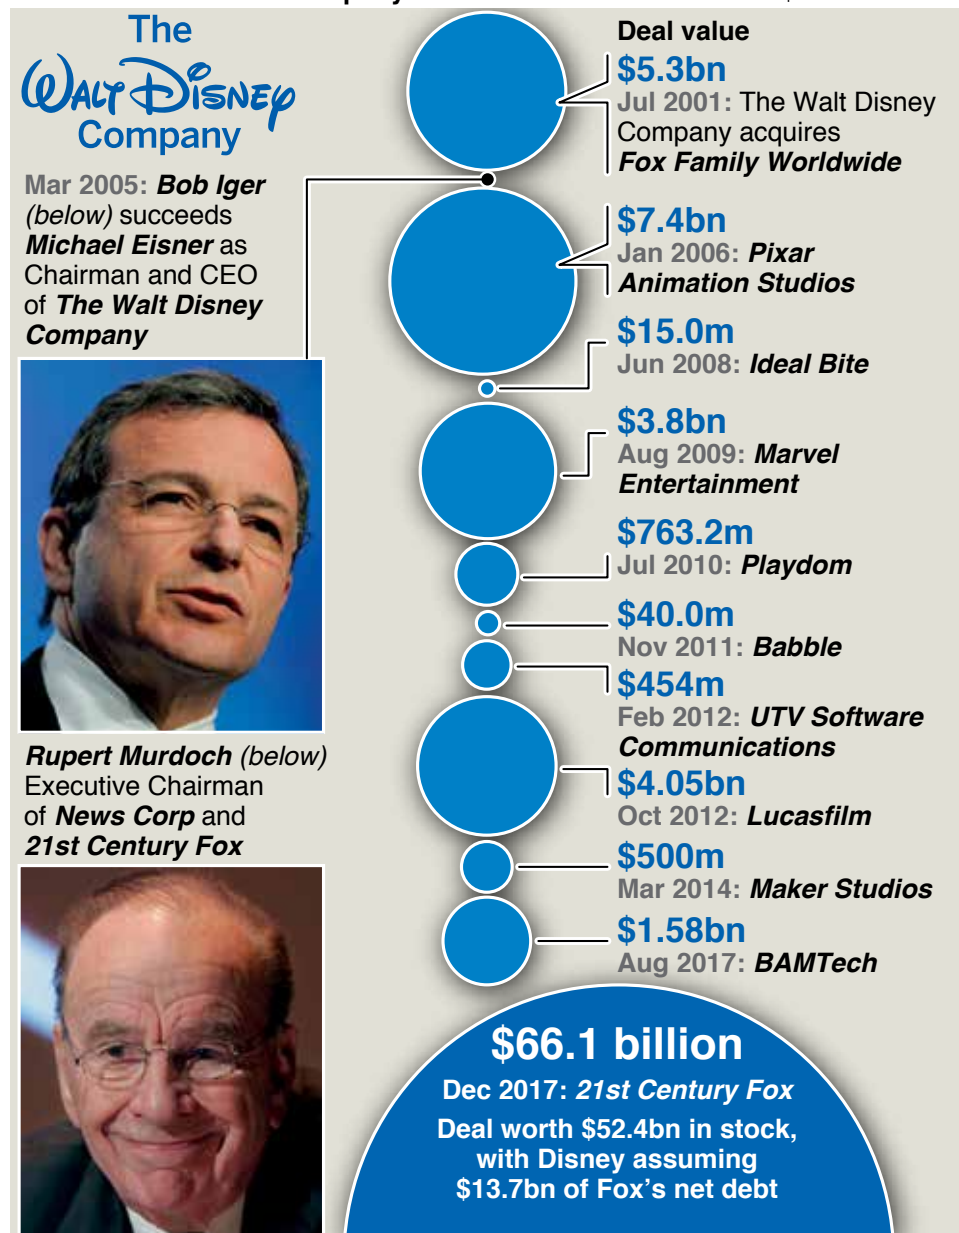 The
WALT DISNEY
Company
Mar 2005: Bob Iger
(below) succeeds
Michael Eisner as
Chairman and CEO
of The Walt Disney
Company
Rupert Murdoch (below)
Executive Chairman
of News Corp and
21st Century Fox
Deal value
$5.3bn
Jul 2001: The Walt Disney
Company acquires
Fox Family Worldwide
$7.4bn
Jan 2006: Pixar
Animation Studios
$15.0m
Jun 2008: Ideal Bite
$3.8bn
Aug 2009: Marvel
Entertainment
$763.2m
Jul 2010: Playdom
$40.0m
Nov 2011: Babble
$454m
Feb 2012: UTV Software
Communications
$4.05bn
Oct 2012: Lucasfilm
$500m
Mar 2014: Maker Studios
$1.58bn
Aug 2017: BAMTech
$66.1 billion
Dec 2017: 21st Century Fox
Deal worth $52.4bn in stock,
with Disney assuming
$13.7bn of Fox's net debt